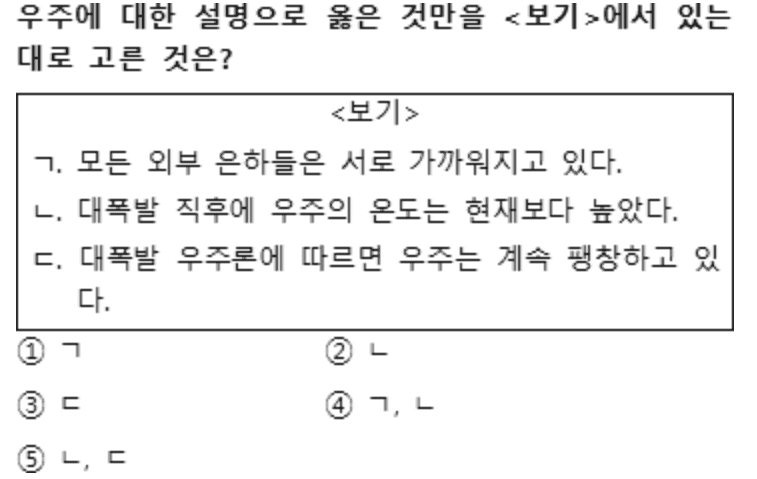 우주에 대한 설명으로 옳은 것만을 <보기>에서 있는
대로 고른 것은?
<보기>
ㄱ. 모든 외부 은하들은 서로 가까워지고 있다.
ㄴ. 대폭발 직후에 우주의 온도는 현재보다 높았다.
ㄷ. 대폭발 우주론에 따르면 우주는 계속 팽창하고 있
다.
① ㄱ ② ㄴ
③ ㄷ ④ ㄱ, ㄴ
⑤ ㄴ, ㄷ